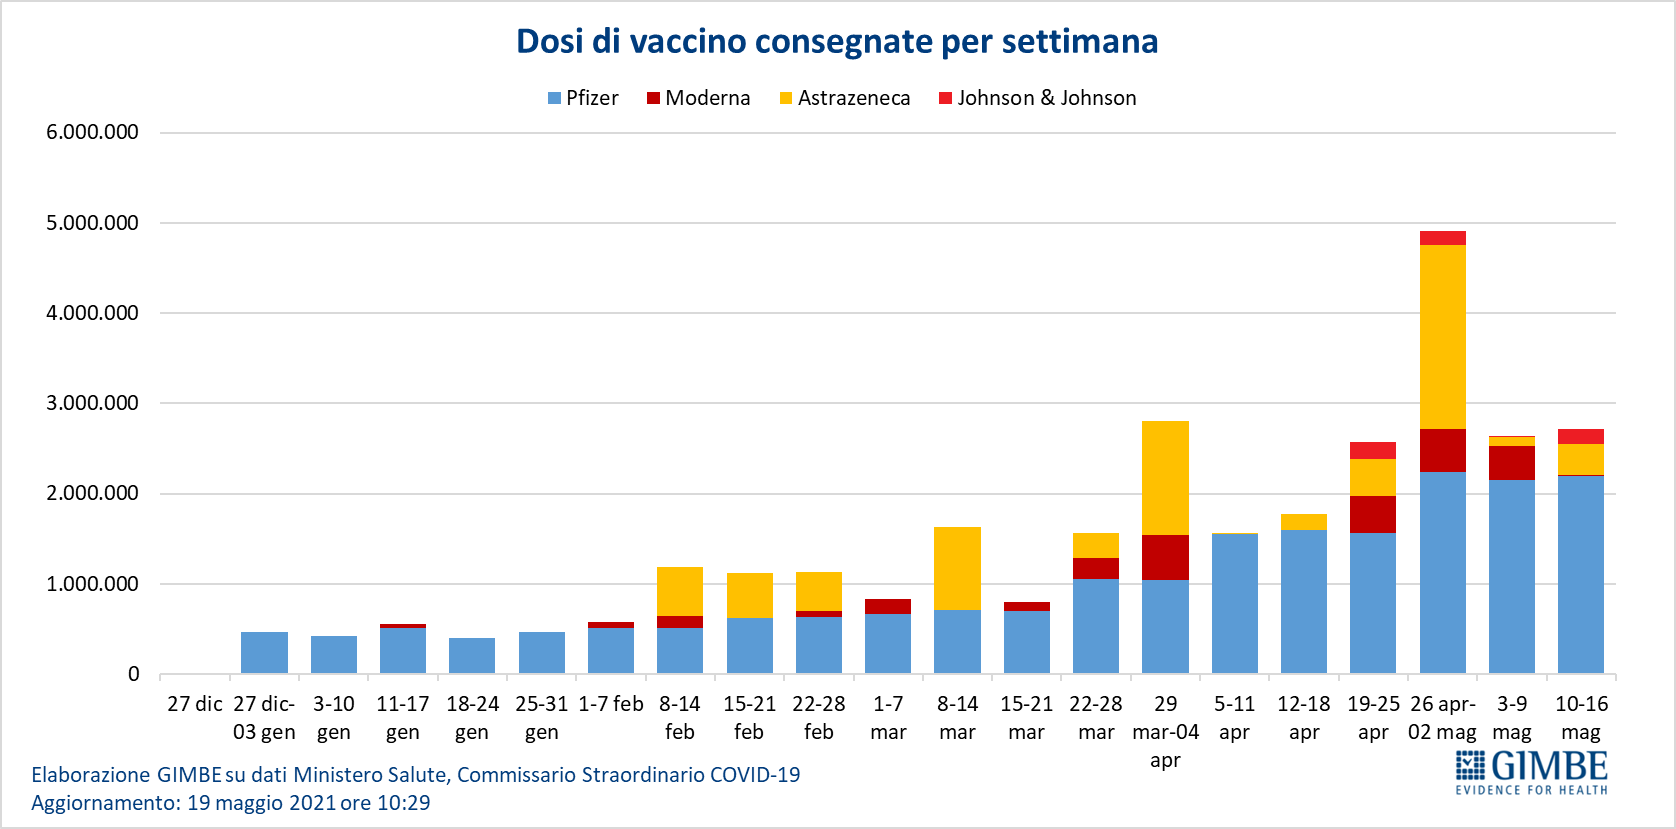 Dosi di vaccino consegnate per settimana
Pfizer Moderna Astrazeneca Johnson & Johnson
6.000.000
5.000.000
4.000.000
3.000.000
2.000.000
1.000.000
0
27 dic 27 dic- 3-10 11-17 18-24 25-31 1-7 feb 8-14 15-21 22-28 1-7 8-14 15-21 22-28 29 5-11 12-18 19-25 26 apr- 3-9 10-16
03 gen gen gen gen gen feb feb feb mar mar mar mar mar-04 apr apr apr 02 mag mag mag
apr
Elaborazione GIMBE su dati Ministero Salute, Commissario Straordinario COVID-19
Aggiornamento: 19 maggio 2021 ore 10:29
GIMBE
EVIDENCE FOR HEALTH